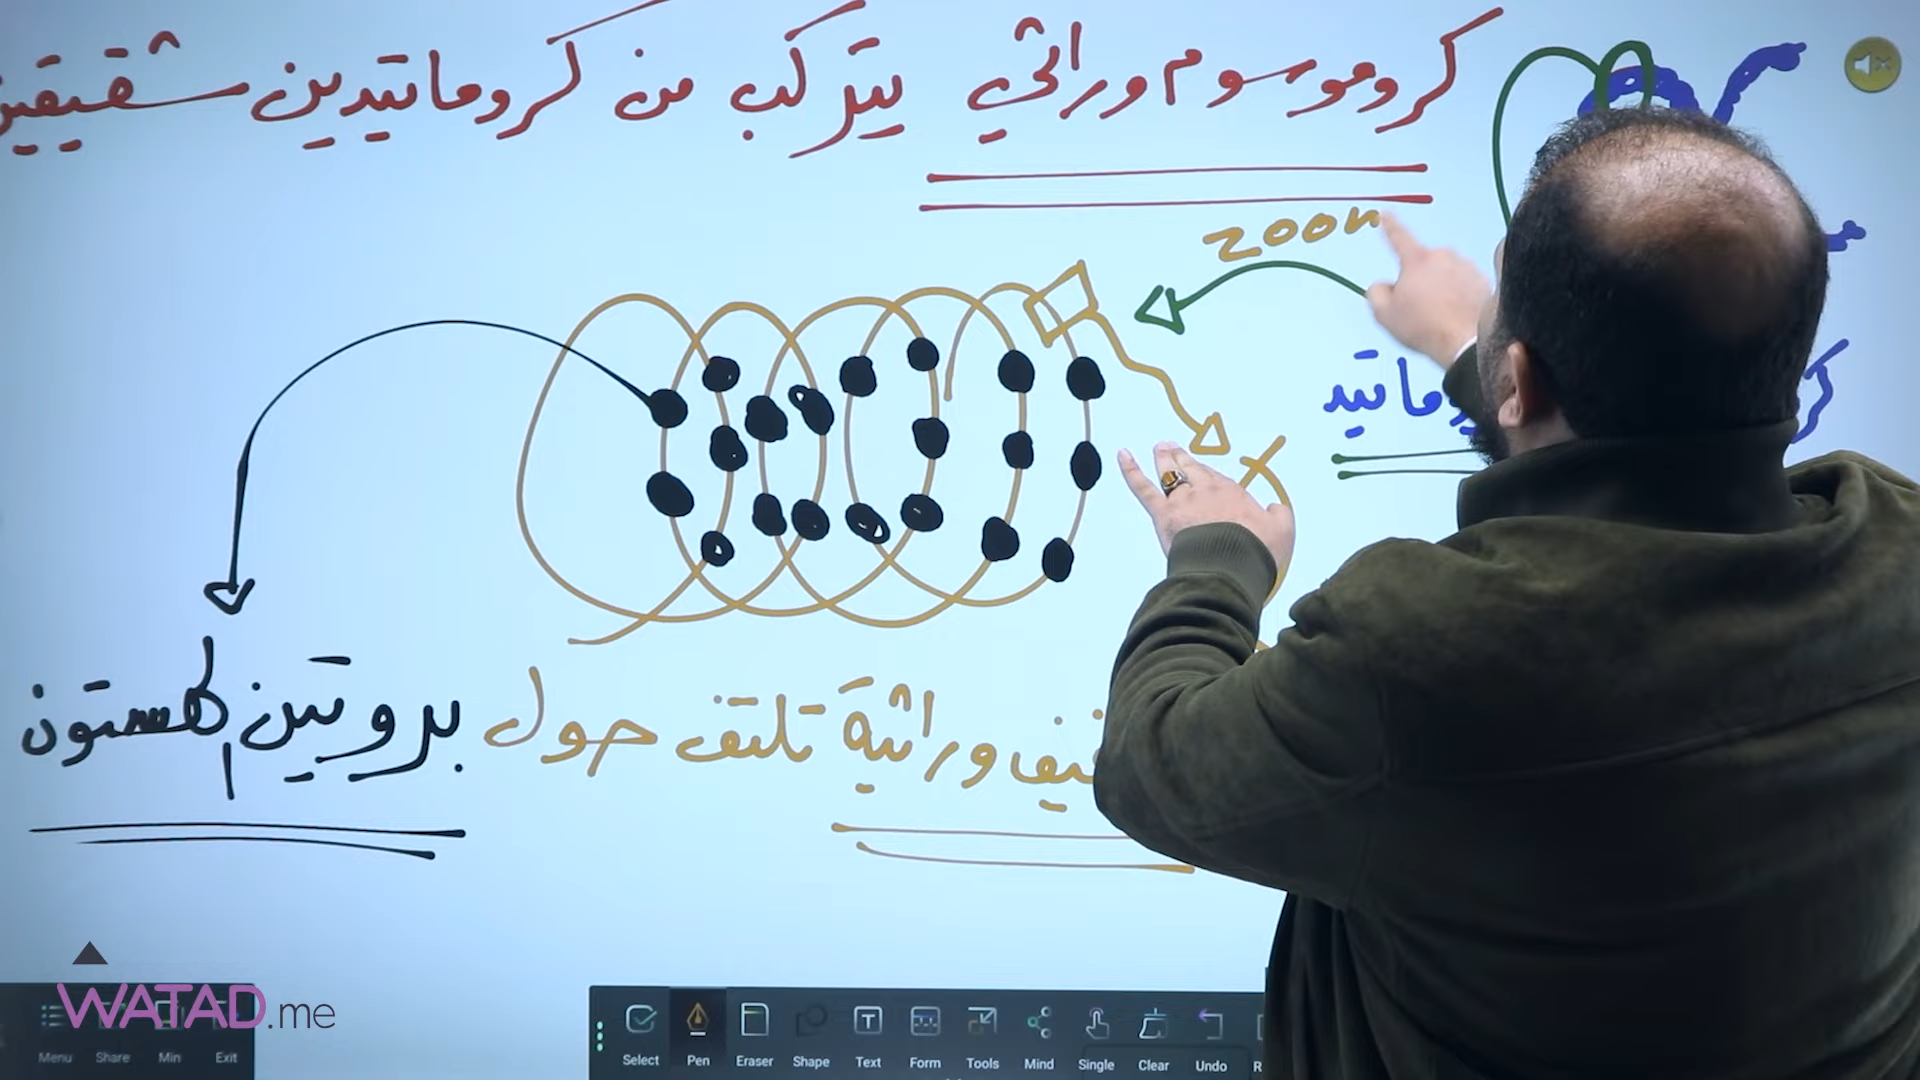 كروموسوم وراثي يتركب من كروماتيدين شقيقين
zoom
وراثية تلتف حول بروتين الهستون
WATAD.me
Menu Share Min Exit
Select Pen Eraser Shape Text Form Tools Mind Single Clear Undo